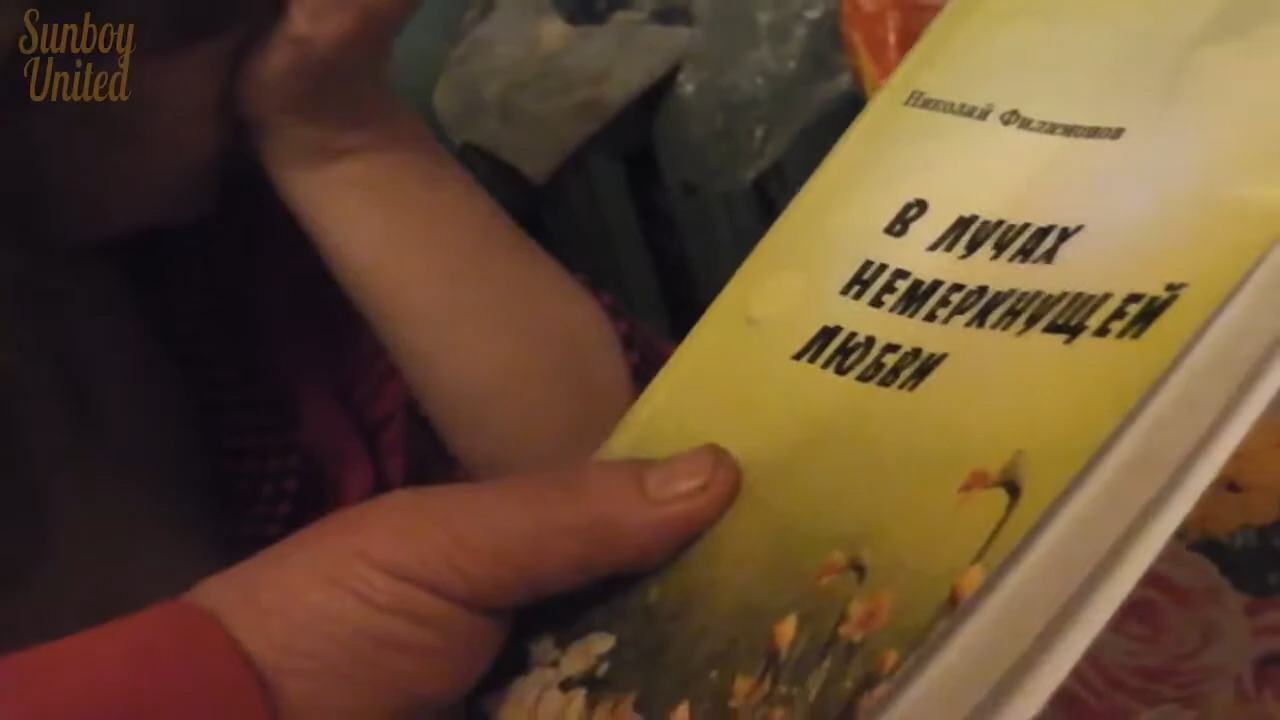 Sunboy
United
Николай Филимонов
В ЛУЧАХ
НЕМЕРКНУЩЕЙ
ЛЮБВИ